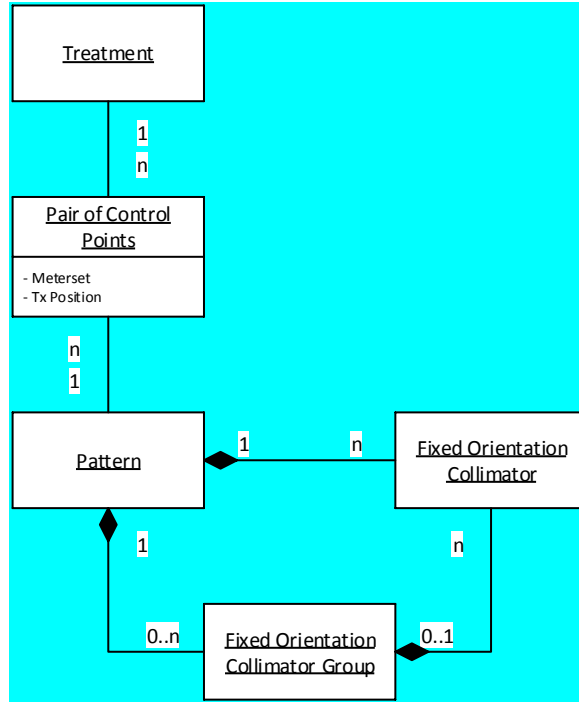 Treatment
1
n
Pair of Control
Points
- Meterset
- Tx Position
n
1
Pattern
1
n
Fixed Orientation
Collimator
1
n
0..n
Fixed Orientation
Collimator Group
0..1